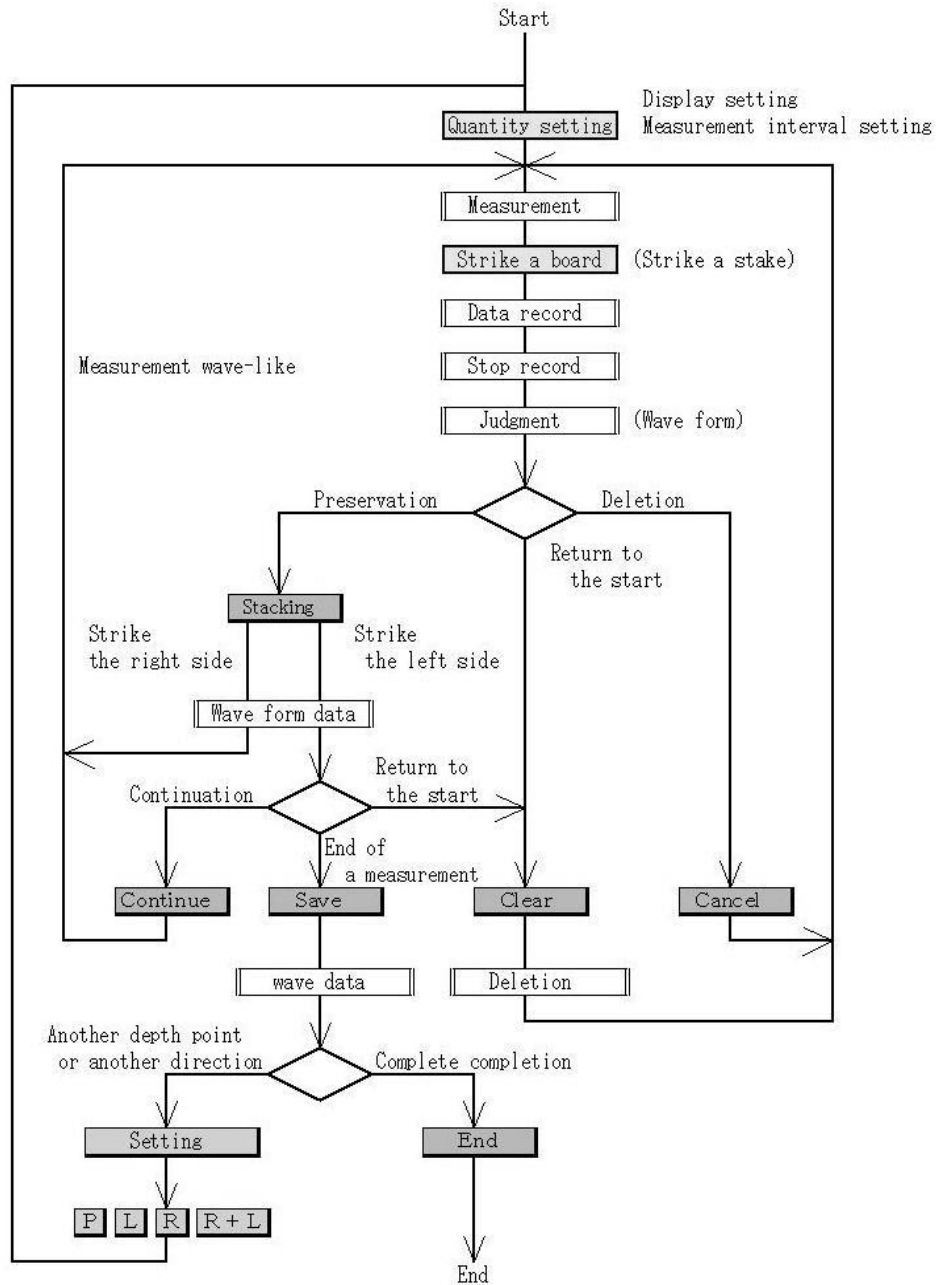 Start
Display setting
Quantity setting
Measurement interval setting
Measurement
Strike a board
(Strike a stake)
Data record
Measurement wave-like
Stop record
Judgment
(Wave form)
Preservation
Deletion
Return to
the start
Stacking
Strike
the right side
Strike
the left side
Wave form data
Continuation
Return to
the start
End of
a measurement
Continue
Save
Clear
Cancel
wave data
Deletion
Another depth point
or another direction
Complete completion
Setting
End
P L R R+L
End